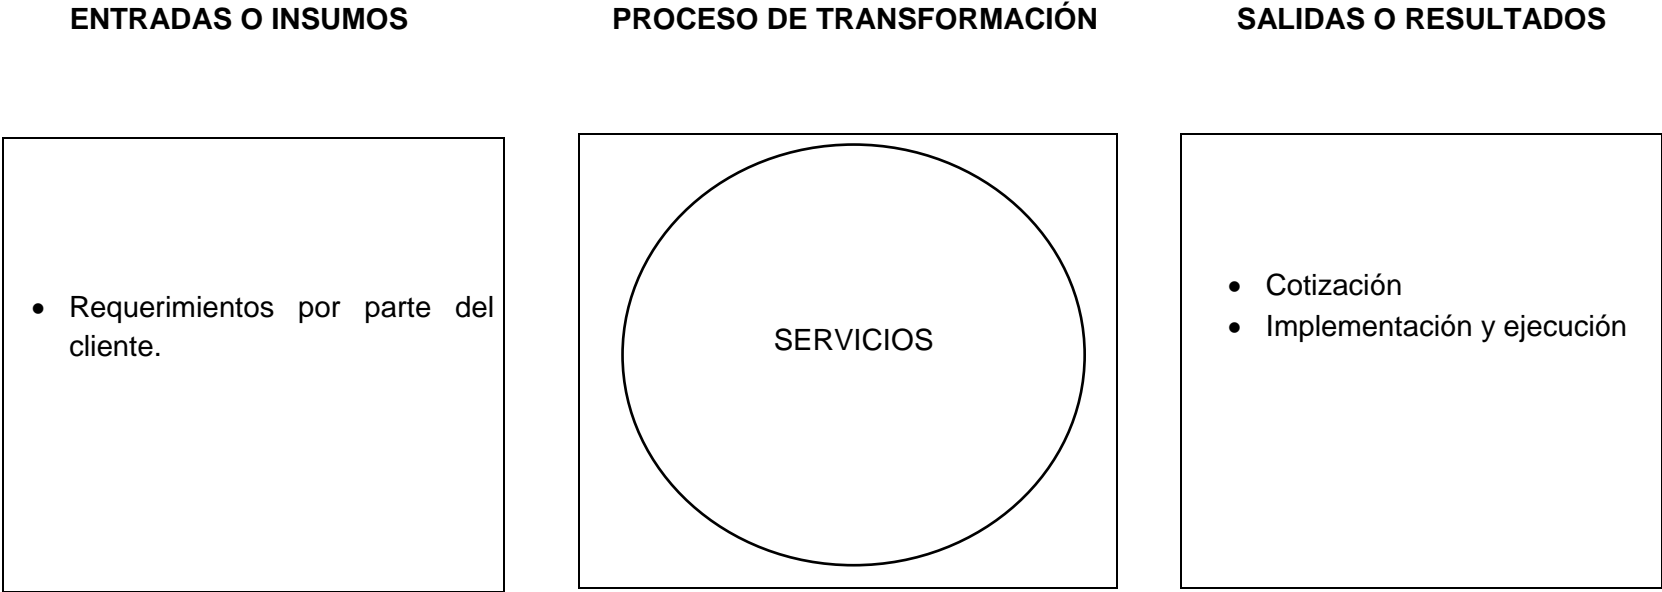 ENTRADAS O INSUMOS
PROCESO DE TRANSFORMACIÓN
SALIDAS O RESULTADOS
• Requerimientos por parte del
cliente.
SERVICIOS
• Cotización
• Implementación y ejecución